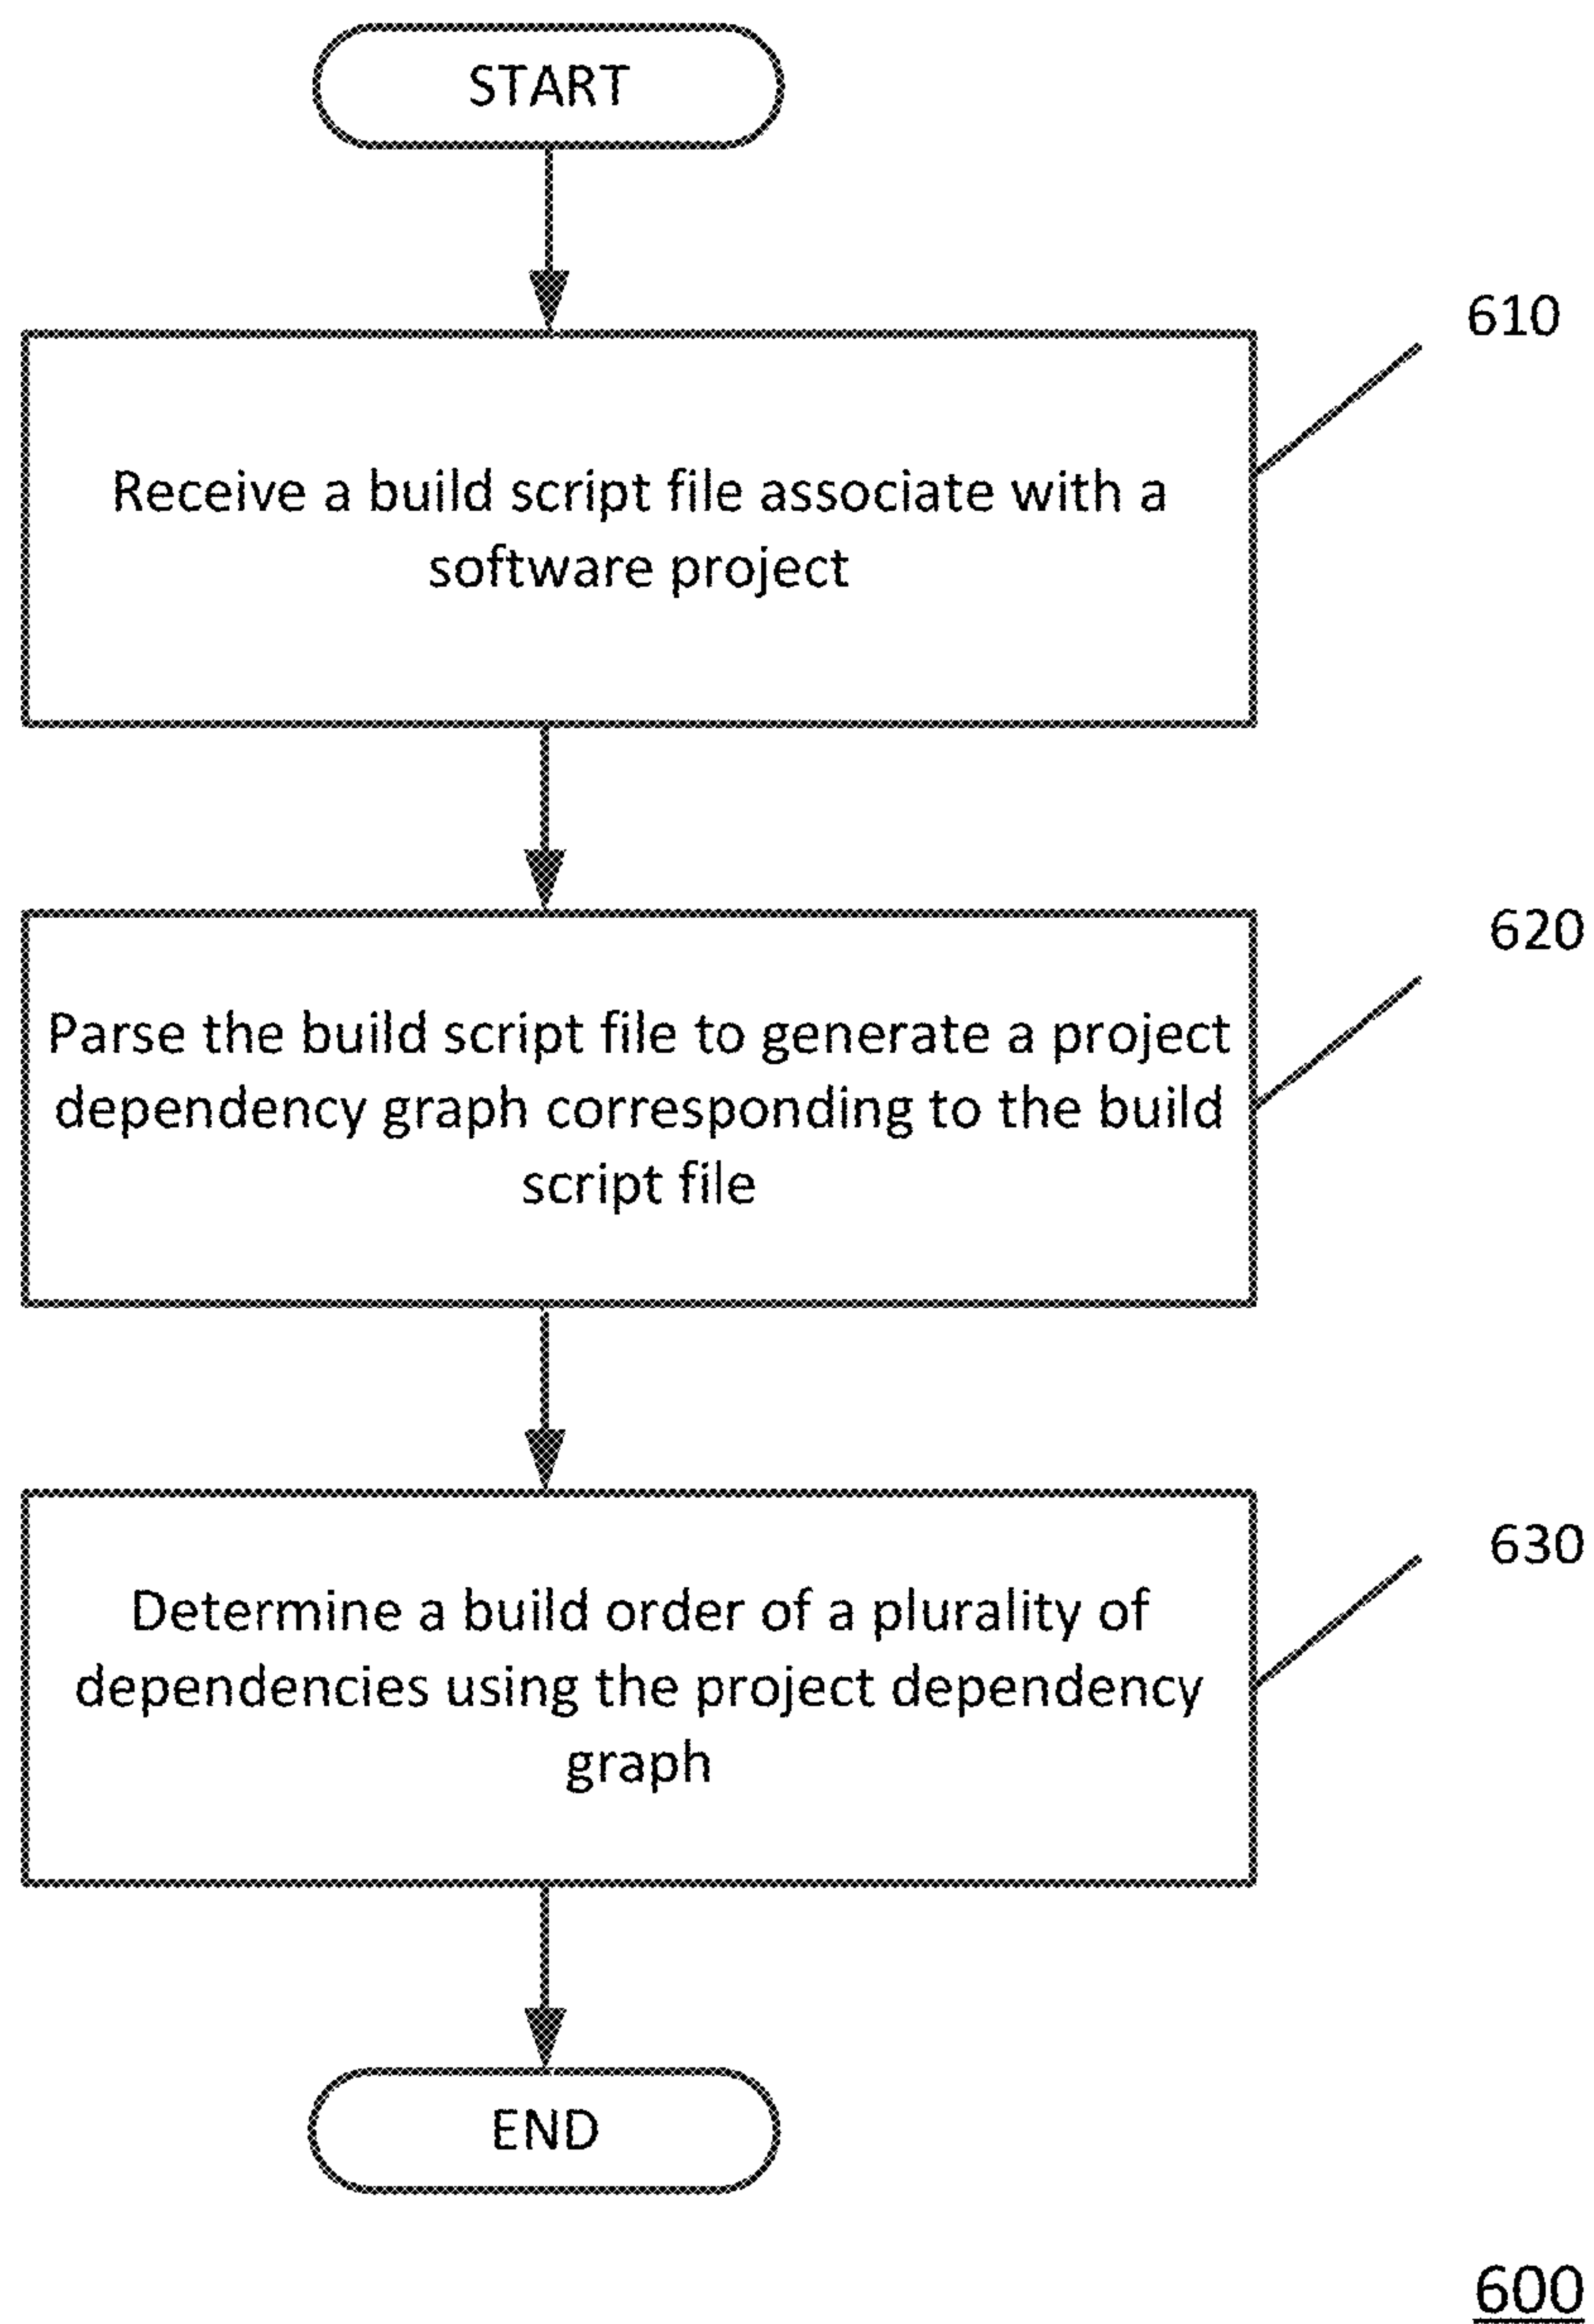 START
610
Receive a build script file associate with a
software project
620
Parse the build script file to generate a project
dependency graph corresponding to the build
script file
630
Determine a build order of a plurality of
dependencies using the project dependency
graph
END
600